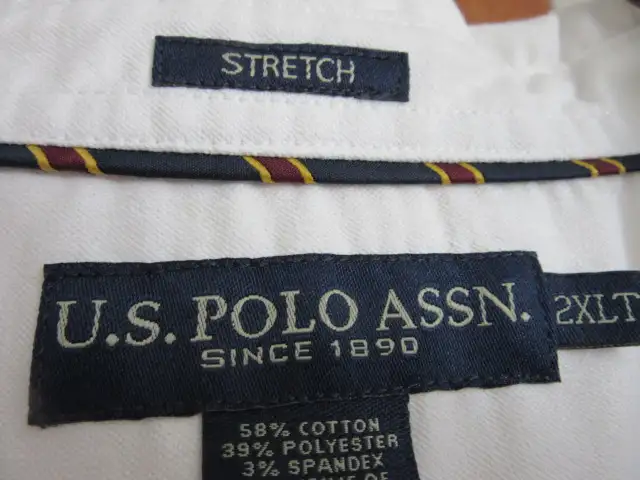 STRETCH
U.S. POLO ASSN.
2XLT
SINCE 1890
58% COTTON
39% POLYESTER
3% SPANDEX